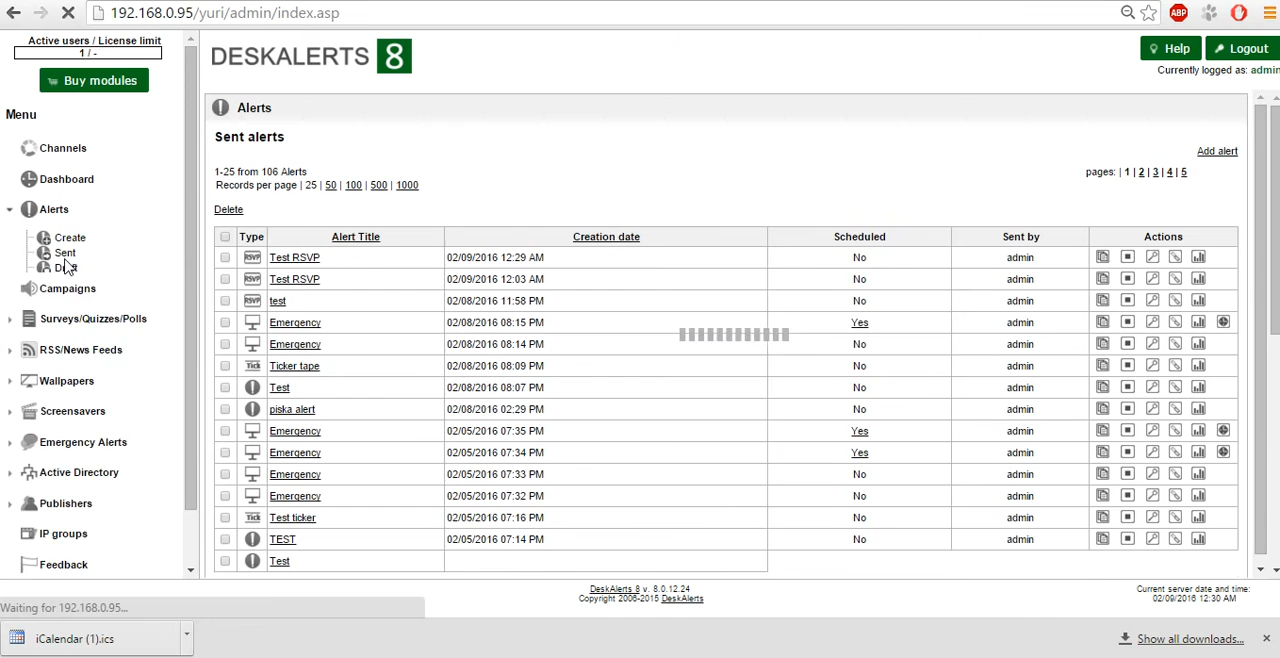 192.168.0.95/yuri/admin/index.asp
ABP
Active users / License limit
1 / -
Buy modules
Menu
Channels
Dashboard
Alerts
Create
Sent
Campaigns
Surveys/Quizzes/Polls
RSS/News Feeds
Wallpapers
Screensavers
Emergency Alerts
Active Directory
Publishers
IP groups
Feedback
DESKALERTS 8
Help
Logout
Currently logged as: admin
Alerts
Sent alerts
Add alert
1-25 from 106 Alerts
pages: | 1 | 2 | 3 | 4 | 5
Records per page | 25 | 50 | 100 | 500 | 1000
Delete
Type Alert Title Creation date Scheduled Sent by Actions
RSVP Test RSVP 02/09/2016 12:29 AM No admin
RSVP Test RSVP 02/09/2016 12:03 AM No admin
RSVP test 02/08/2016 11:58 PM No admin
Emergency 02/08/2016 08:15 PM Yes admin
Emergency 02/08/2016 08:14 PM No admin
Tick Ticker tape 02/08/2016 08:09 PM No admin
Test 02/08/2016 08:07 PM No admin
piska alert 02/08/2016 02:29 PM No admin
Emergency 02/05/2016 07:35 PM Yes admin
Emergency 02/05/2016 07:34 PM Yes admin
Emergency 02/05/2016 07:33 PM No admin
Emergency 02/05/2016 07:32 PM No admin
Tick Test ticker 02/05/2016 07:16 PM No admin
TEST 02/05/2016 07:14 PM No admin
Test
DeskAlerts 8 v. 8.0.12.24
Copyright 2006-2015 DeskAlerts
Current server date and time:
02/09/2016 12:30 AM
Waiting for 192.168.0.95...
iCalendar (1).ics
Show all downloads...